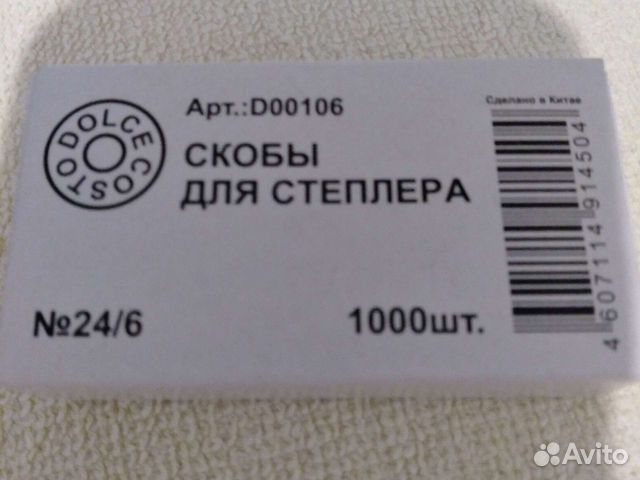 DOLCE COSTO
Арт.:D00106
Сделано в Китае
СКОБЫ
ДЛЯ СТЕПЛЕРА
№24/6
1000шт.
4 607114 914504
Avito